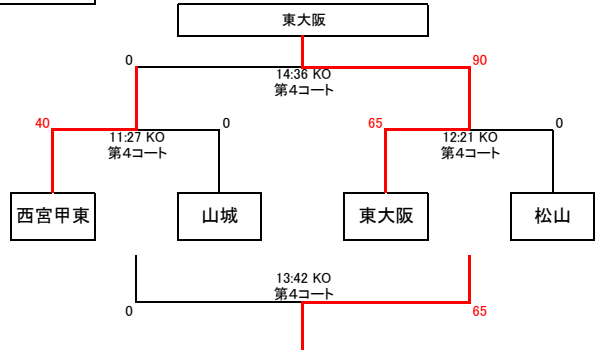 東大阪
0
90
14:36 KO
第4コート
40
0
65
0
11:27 KO
第4コート
12:21 KO
第4コート
西宮甲東
山城
東大阪
松山
13:42 KO
第4コート
0
65